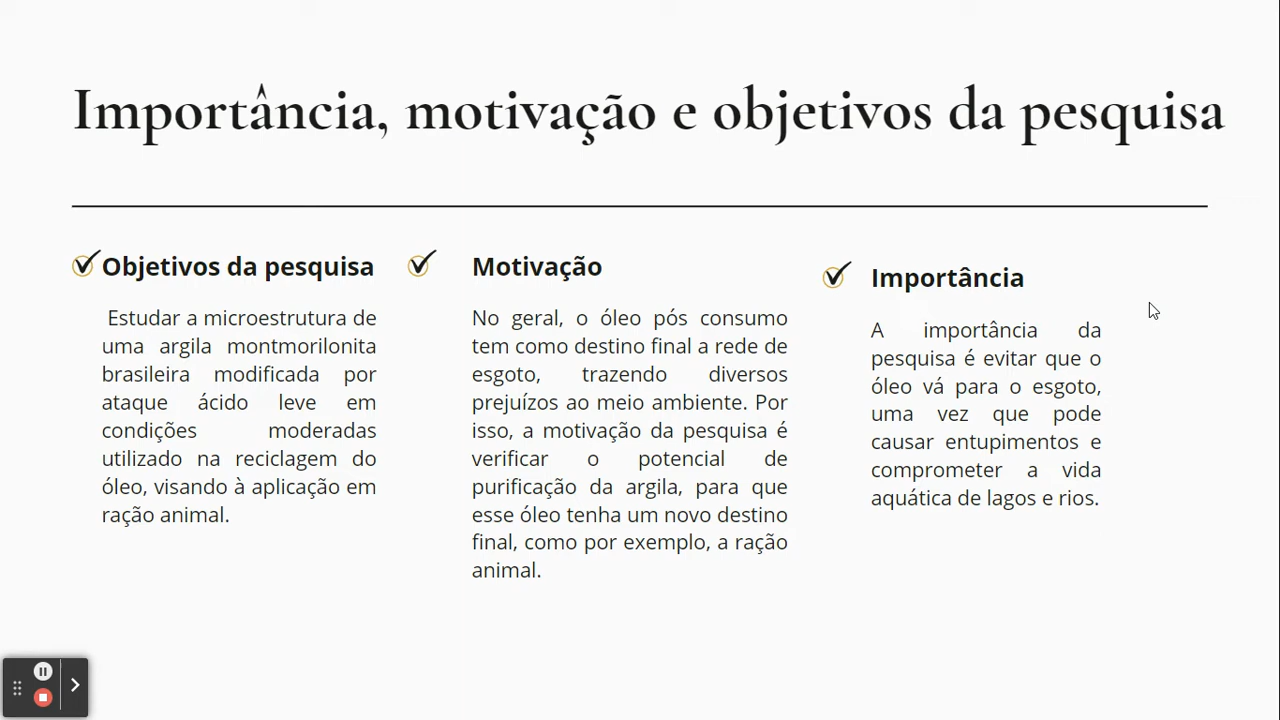 Importância, motivação e objetivos da pesquisa
Objetivos da pesquisa
Estudar a microestrutura de
uma argila montmorilonita
brasileira modificada por
ataque ácido leve em
condições moderadas
utilizado na reciclagem do
óleo, visando à aplicação em
ração animal.
Motivação
No geral, o óleo pós consumo
tem como destino final a rede de
esgoto, trazendo diversos
prejuízos ao meio ambiente. Por
isso, a motivação da pesquisa é
verificar o potencial de
purificação da argila, para que
esse óleo tenha um novo destino
final, como por exemplo, a ração
animal.
Importância
A importância da
pesquisa é evitar que o
óleo vá para o esgoto,
uma vez que pode
causar entupimentos e
comprometer a vida
aquática de lagos e rios.